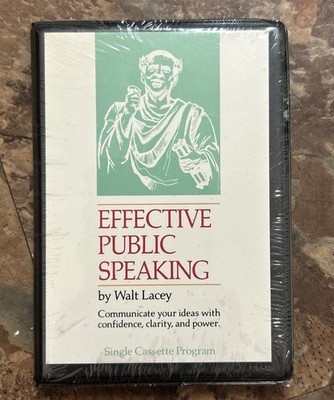 EFFECTIVE
PUBLIC
SPEAKING
by Walt Lacey
Communicate your ideas with
confidence, clarity, and power.
Single Cassette Program